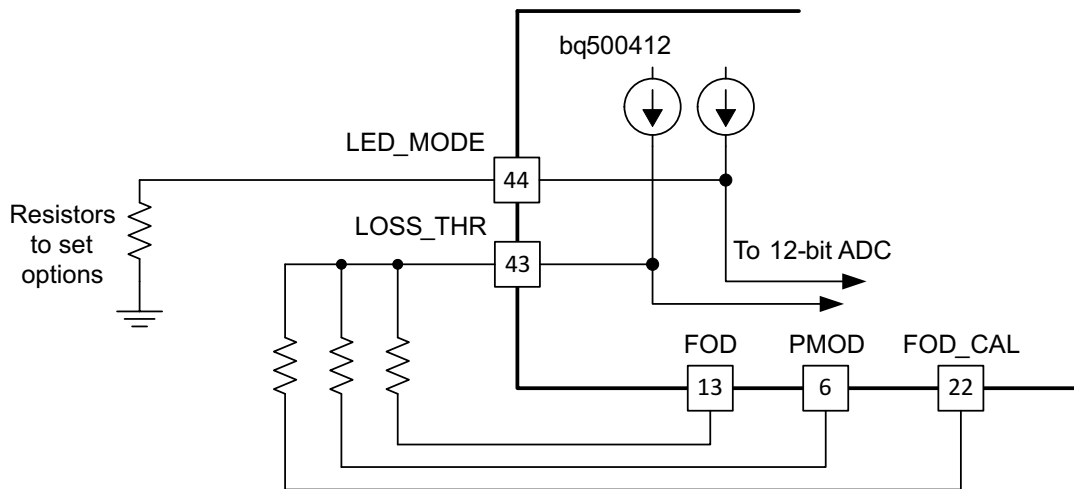 bq500412
LED_MODE
44
Resistors
to set
options
LOSS_THR
43
To 12-bit ADC
FOD
PMOD
FOD_CAL
13
6
22